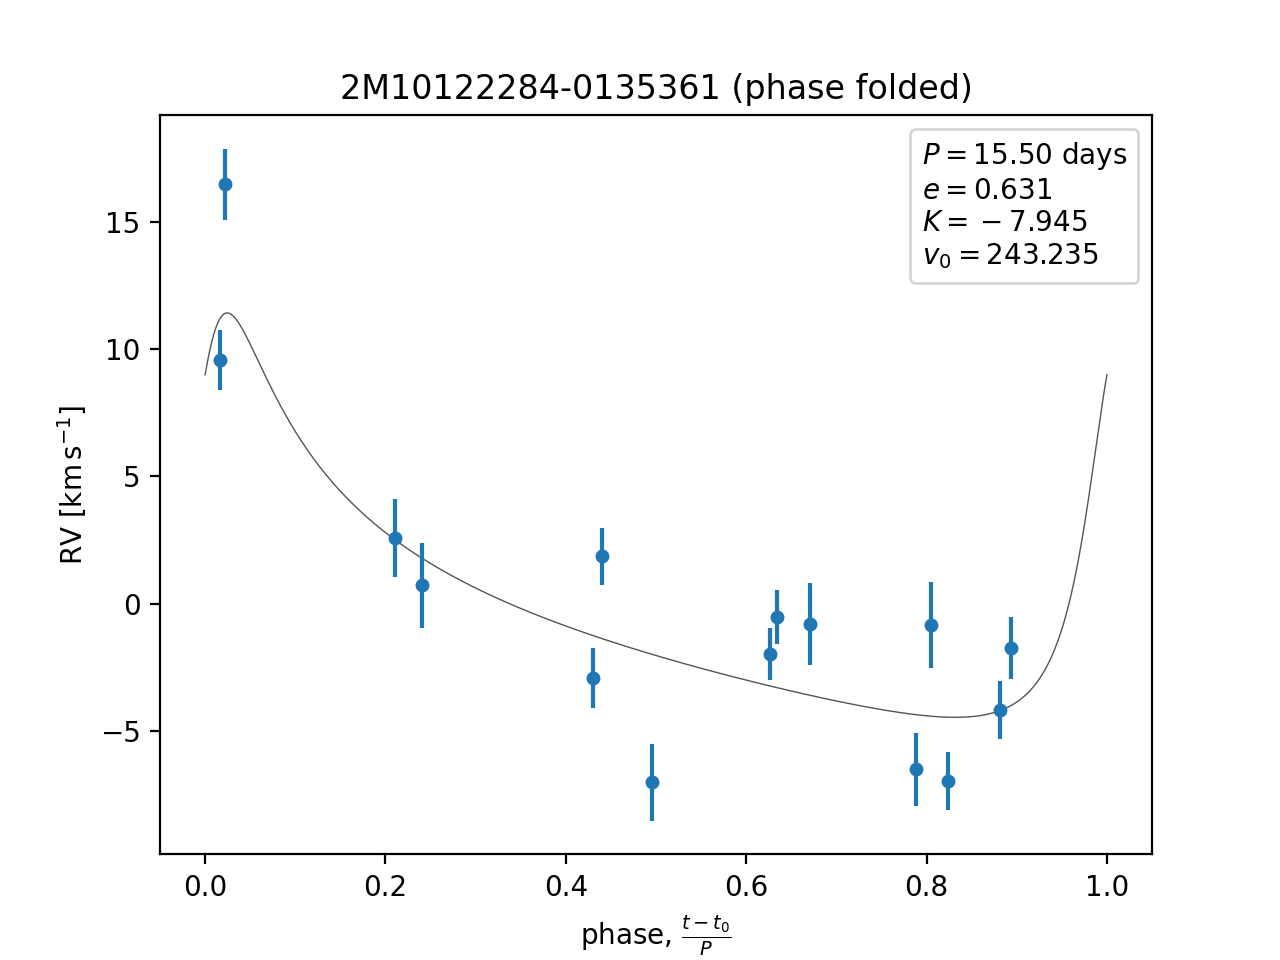 2M10122284-0135361 (phase folded)
P = 15.50 days
e = 0.631
K = −7.945
v₀ = 243.235
15
10
5
0
−5
RV [km s⁻¹]
0.0 0.2 0.4 0.6 0.8 1.0
phase, (t − t₀)/P